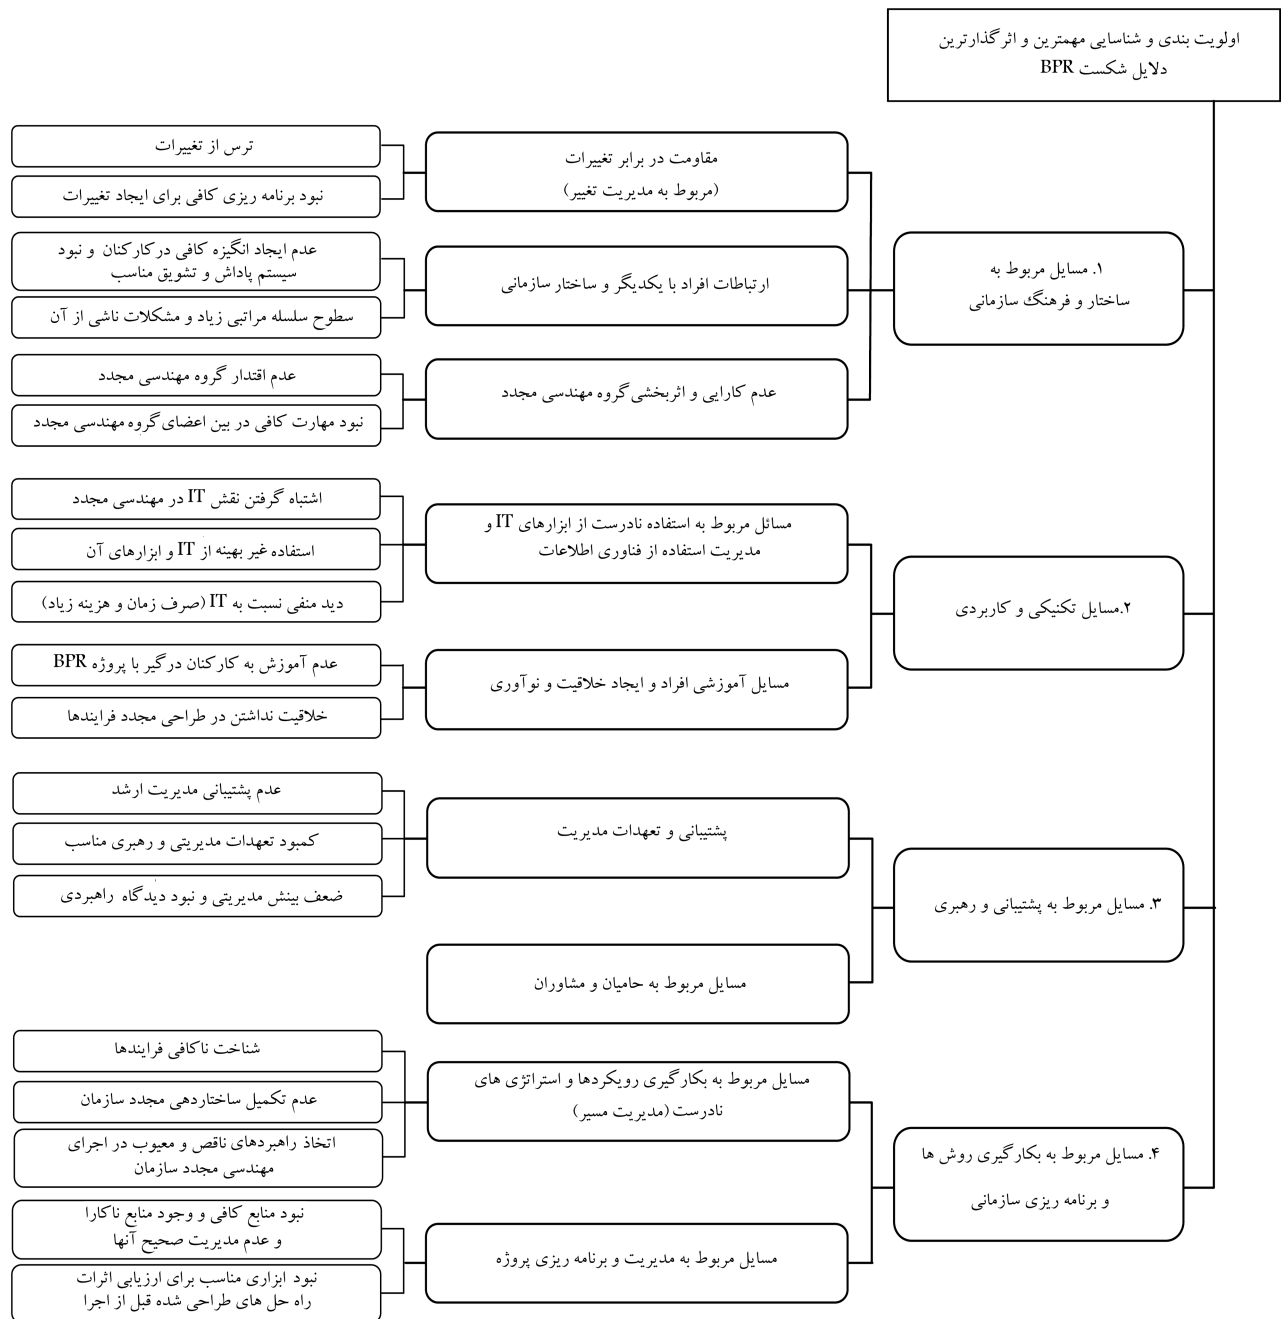 اولویت بندی و شناسایی مهمترین و اثرگذارترین
دلایل شکست BPR
۱. مسایل مربوط به
ساختار و فرهنگ سازمانی
مقاومت در برابر تغییرات
(مربوط به مدیریت تغییر)
ترس از تغییرات
نبود برنامه ریزی کافی برای ایجاد تغییرات
ارتباطات افراد با یکدیگر و ساختار سازمانی
عدم ایجاد انگیزه کافی درکارکنان و نبود
سیستم پاداش و تشویق مناسب
سطوح سلسله مراتبی زیاد و مشکلات ناشی از آن
عدم کارایی و اثربخشی گروه مهندسی مجدد
عدم اقتدار گروه مهندسی مجدد
نبود مهارت کافی در بین اعضای گروه مهندسی مجدد
۲.مسایل تکنیکی و کاربردی
مسائل مربوط به استفاده نادرست از ابزارهای IT و
مدیریت استفاده از فناوری اطلاعات
اشتباه گرفتن نقش IT در مهندسی مجدد
استفاده غیر بهینه از IT و ابزارهای آن
دید منفی نسبت به IT (صرف زمان و هزینه زیاد)
مسایل آموزشی افراد و ایجاد خلاقیت و نوآوری
عدم آموزش به کارکنان درگیر با پروژه BPR
خلاقیت نداشتن در طراحی مجدد فرایندها
۳. مسایل مربوط به پشتیبانی و رهبری
پشتیبانی و تعهدات مدیریت
عدم پشتیبانی مدیریت ارشد
کمبود تعهدات مدیریتی و رهبری مناسب
ضعف بینش مدیریتی و نبود دیدگاه راهبردی
مسایل مربوط به حامیان و مشاوران
۴. مسایل مربوط به بکارگیری روش ها
و برنامه ریزی سازمانی
مسایل مربوط به بکارگیری رویکردها و استراتژی های
نادرست (مدیریت مسیر)
شناخت ناکافی فرایندها
عدم تکمیل ساختاردهی مجدد سازمان
اتخاذ راهبردهای ناقص و معیوب در اجرای
مهندسی مجدد سازمان
مسایل مربوط به مدیریت و برنامه ریزی پروژه
نبود منابع کافی و وجود منابع ناکارا
و عدم مدیریت صحیح آنها
نبود ابزاری مناسب برای ارزیابی اثرات
راه حل های طراحی شده قبل از اجرا